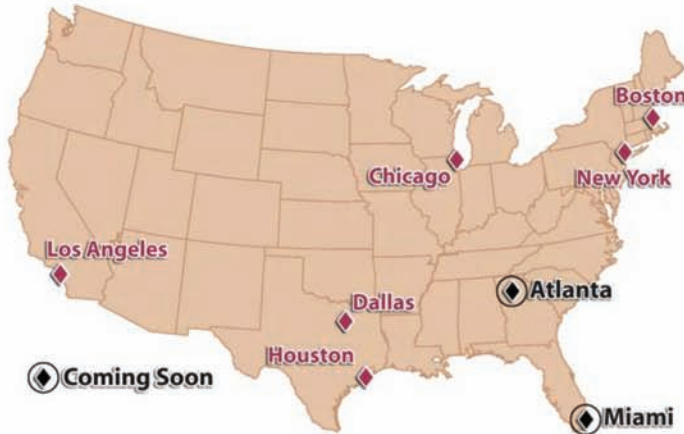 Boston
Chicago
New York
Los Angeles
Atlanta
Dallas
Houston
Coming Soon
Miami